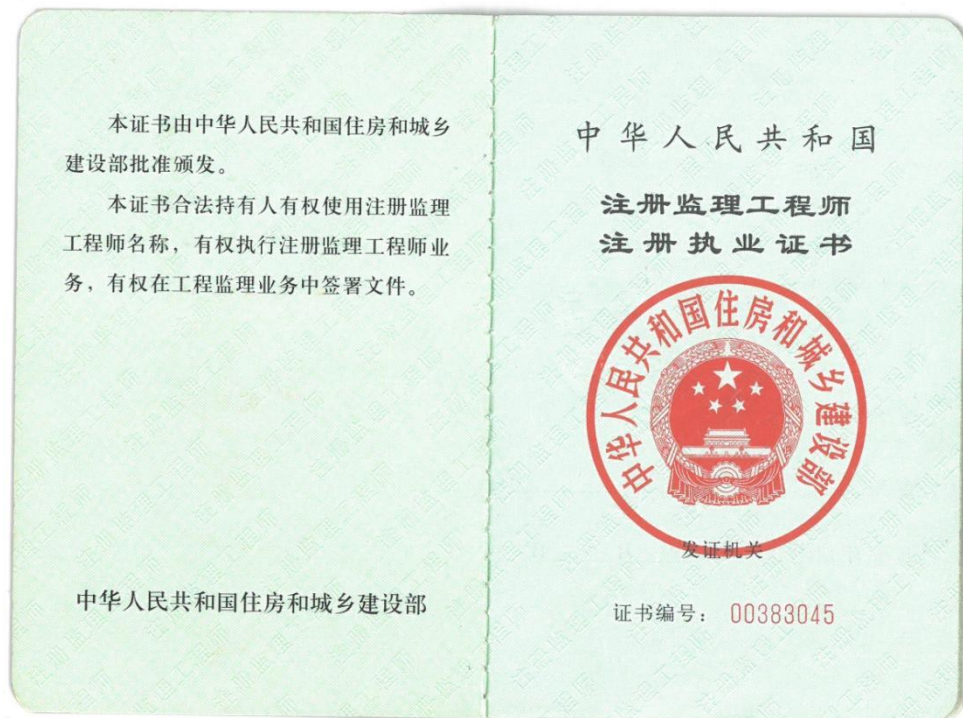 本证书由中华人民共和国住房和城乡
建设部批准颁发。
本证书合法持有人有权使用注册监理
工程师名称，有权执行注册监理工程师业
务，有权在工程监理业务中签署文件。
中华人民共和国住房和城乡建设部
中华人民共和国
注册监理工程师
注册执业证书
中华人民共和国住房和城乡建设部
发证机关
证书编号：00383045